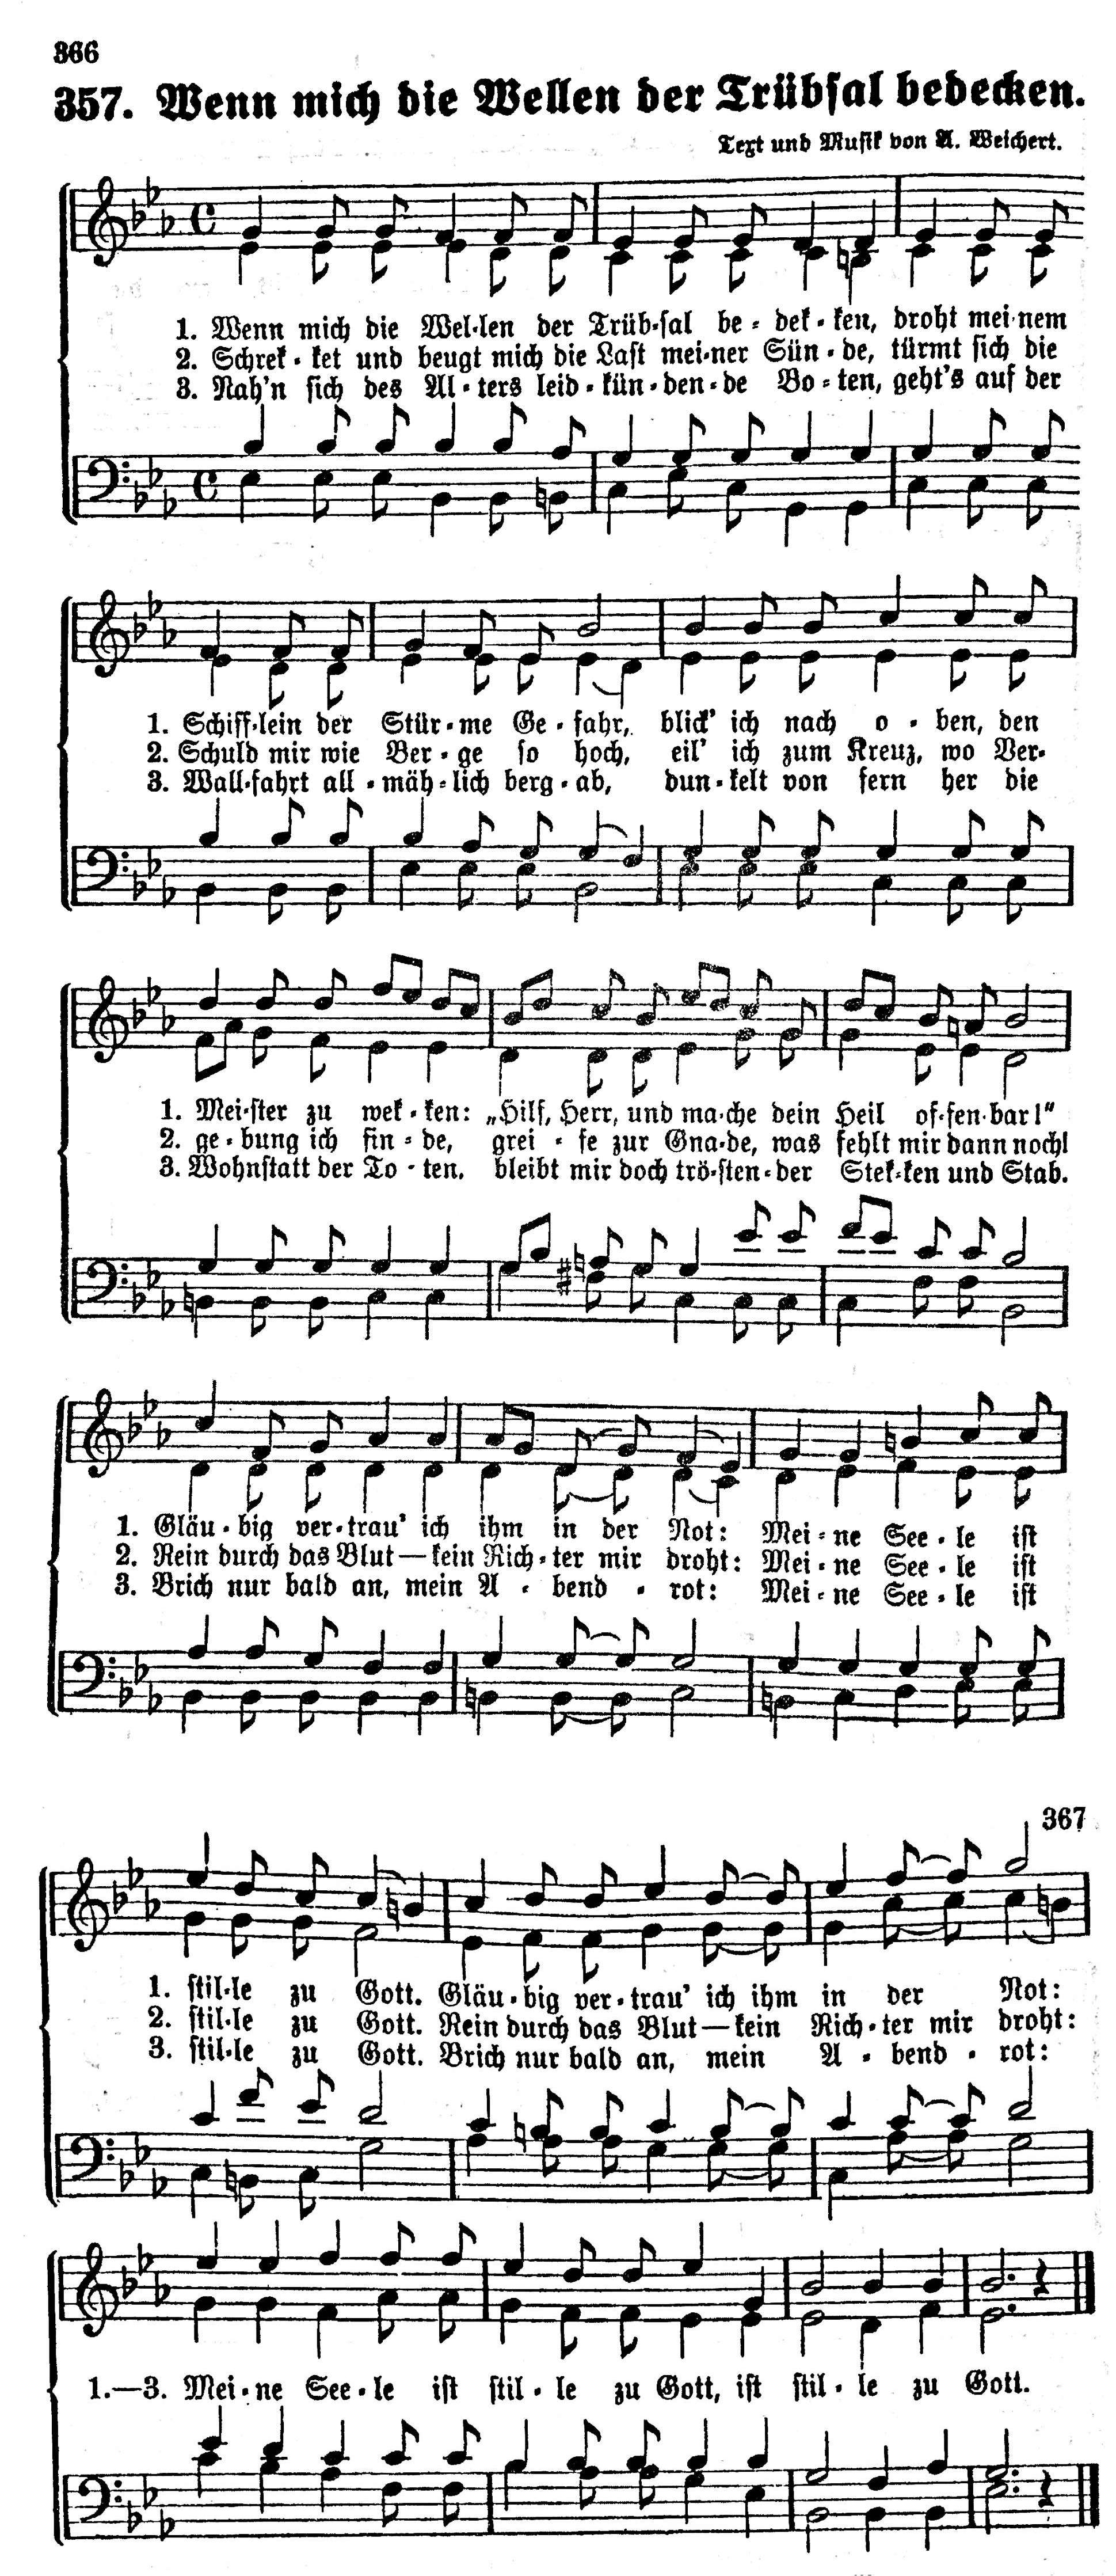 366
357. Wenn mich die Wellen der Trübsal bedecken.
Text und Musik von A. Weichert.
1. Wenn mich die Wel-len der Trüb-sal be-dek-ken, droht mei-nem
2. Schrek-ket und beugt mich die Last mei-ner Sün-de, türmt sich die
3. Nah'n sich des Al-ters leid-kün-den-de Bo-ten, geht's auf der
1. Schiff-lein der Stür-me Ge-fahr, blick' ich nach o-ben, den
2. Schuld mir wie Ber-ge so hoch, eil' ich zum Kreuz, wo Ver-
3. Wall-fahrt all-mäh-lich berg-ab, dun-kelt von fern her die
1. Mei-ster zu wek-ken: „Hilf, Herr, und ma-che dein Heil of-fen-bar!“
2. ge-bung ich fin-de, grei-fe zur Gna-de, was fehlt mir dann noch!
3. Wohnstatt der To-ten. bleibt mir doch trö-sten-der Stek-ken und Stab.
1. Gläu-big ver-trau' ich ihm in der Not: Mei-ne See-le ist
2. Rein durch das Blut — kein Rich-ter mir droht: Mei-ne See-le ist
3. Brich nur bald an, mein A-bend-rot: Mei-ne See-le ist
367
1. stil-le zu Gott. Gläu-big ver-trau' ich ihm in der Not:
2. stil-le zu Gott. Rein durch das Blut — kein Rich-ter mir droht:
3. stil-le zu Gott. Brich nur bald an, mein A-bend-rot:
1.—3. Mei-ne See-le ist stil-le zu Gott, ist stil-le zu Gott.